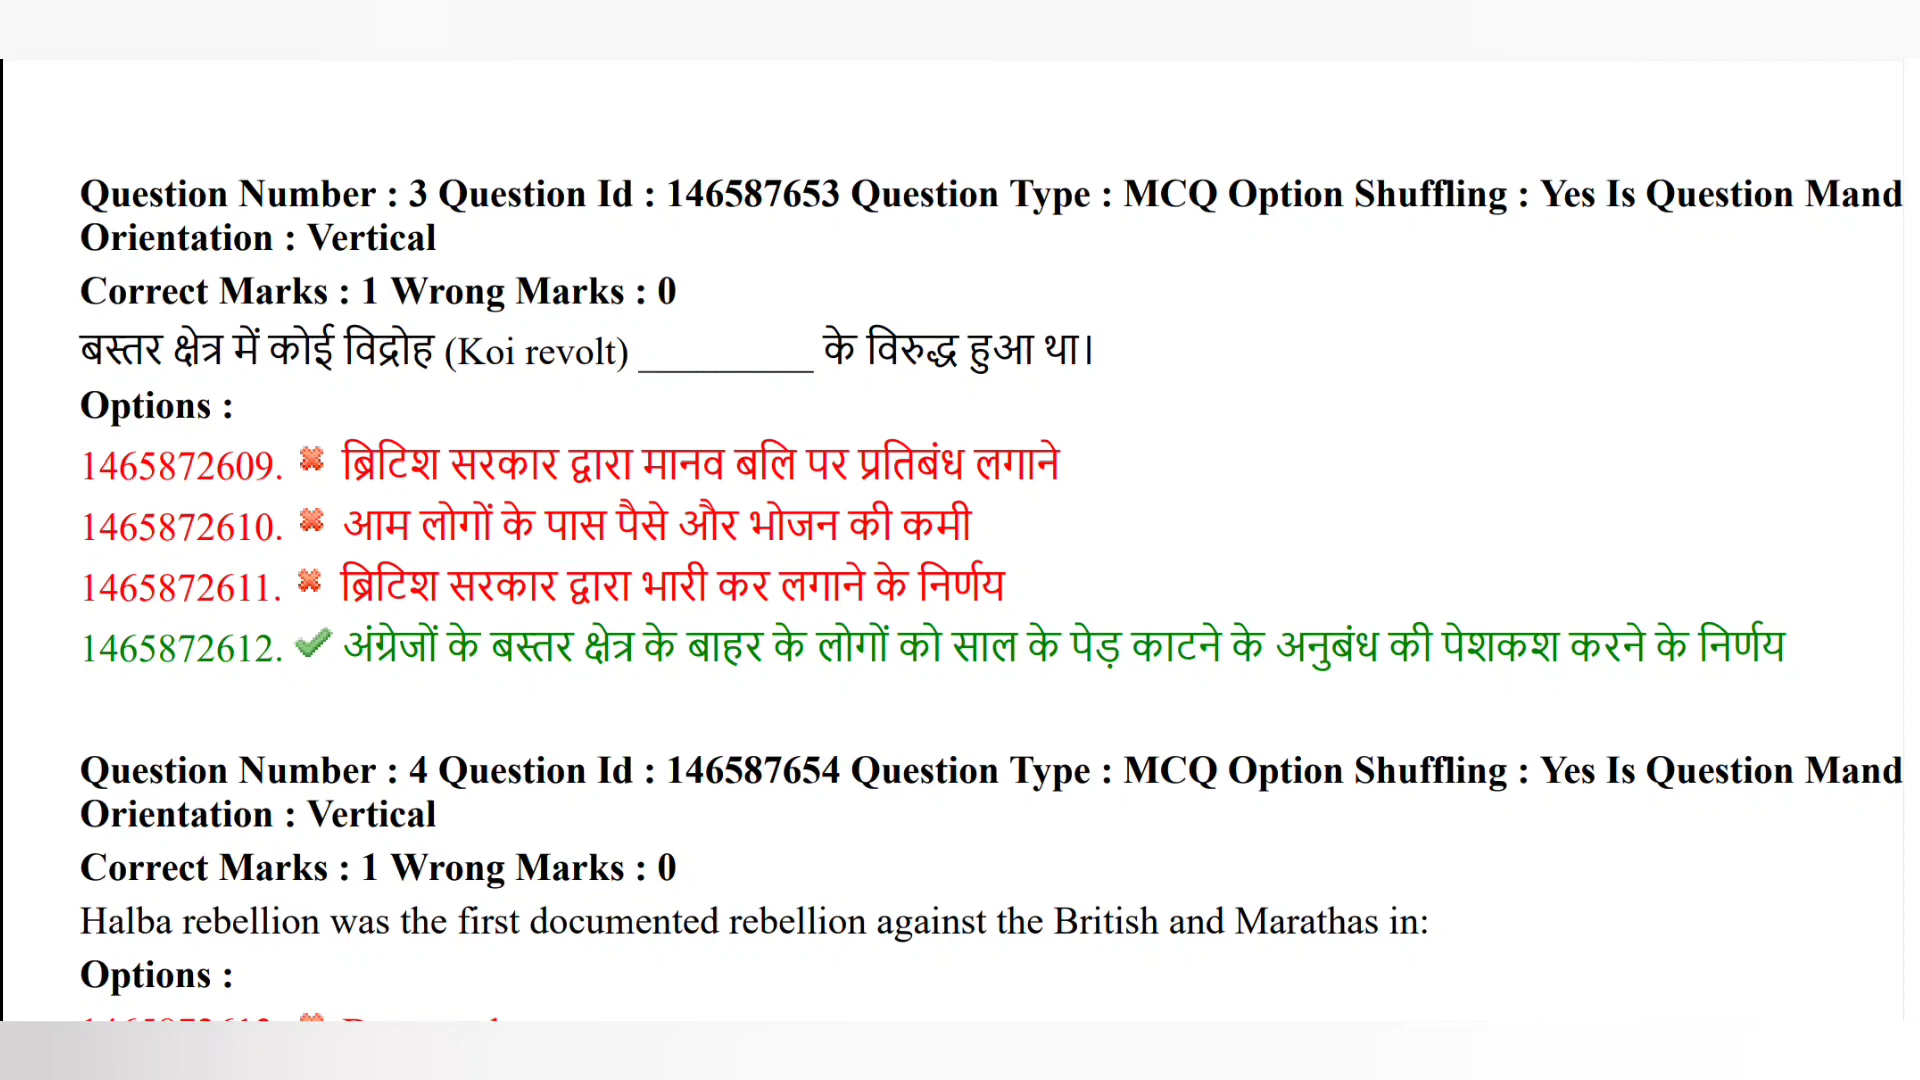 Question Number : 3 Question Id : 146587653 Question Type : MCQ Option Shuffling : Yes Is Question Mand
Orientation : Vertical
Correct Marks : 1 Wrong Marks : 0
बस्तर क्षेत्र में कोई विद्रोह (Koi revolt) _________ के विरुद्ध हुआ था।
Options :
1465872609. ब्रिटिश सरकार द्वारा मानव बलि पर प्रतिबंध लगाने
1465872610. आम लोगों के पास पैसे और भोजन की कमी
1465872611. ब्रिटिश सरकार द्वारा भारी कर लगाने के निर्णय
1465872612. अंग्रेजों के बस्तर क्षेत्र के बाहर के लोगों को साल के पेड़ काटने के अनुबंध की पेशकश करने के निर्णय
Question Number : 4 Question Id : 146587654 Question Type : MCQ Option Shuffling : Yes Is Question Mand
Orientation : Vertical
Correct Marks : 1 Wrong Marks : 0
Halba rebellion was the first documented rebellion against the British and Marathas in:
Options :